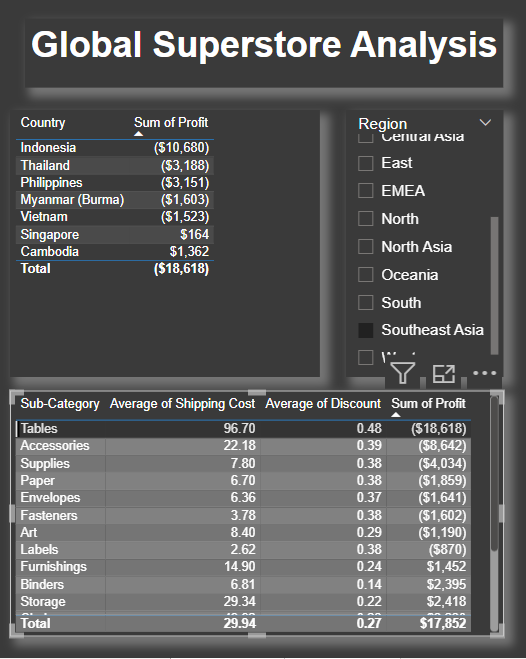 Global Superstore Analysis
Country Sum of Profit
Indonesia ($10,680)
Thailand ($3,188)
Philippines ($3,151)
Myanmar (Burma) ($1,603)
Vietnam ($1,523)
Singapore $164
Cambodia $1,362
Total ($18,618)
Region
Central Asia
East
EMEA
North
North Asia
Oceania
South
Southeast Asia
Sub-Category Average of Shipping Cost Average of Discount Sum of Profit
Tables 96.70 0.48 ($18,618)
Accessories 22.18 0.39 ($8,642)
Supplies 7.80 0.38 ($4,034)
Paper 6.70 0.38 ($1,859)
Envelopes 6.36 0.37 ($1,641)
Fasteners 3.78 0.38 ($1,602)
Art 8.40 0.29 ($1,190)
Labels 2.62 0.38 ($870)
Furnishings 14.90 0.24 $1,452
Binders 6.81 0.14 $2,395
Storage 29.34 0.22 $2,418
Total 29.94 0.27 $17,852